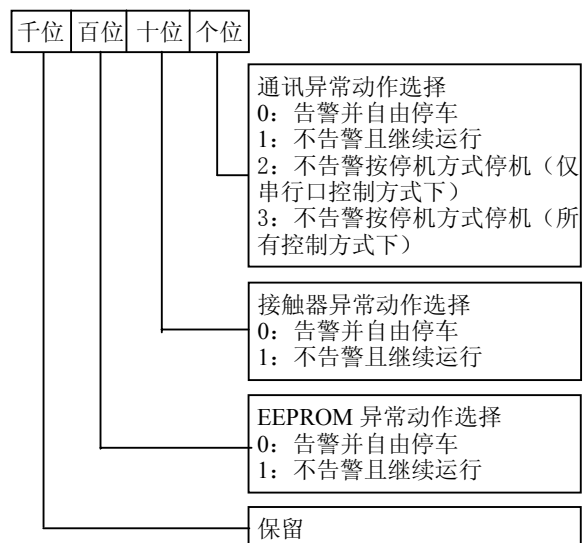 千位 百位 十位 个位
通讯异常动作选择
0：告警并自由停车
1：不告警且继续运行
2：不告警按停机方式停机（仅
串行口控制方式下）
3：不告警按停机方式停机（所
有控制方式下）
接触器异常动作选择
0：告警并自由停车
1：不告警且继续运行
EEPROM 异常动作选择
0：告警并自由停车
1：不告警且继续运行
保留